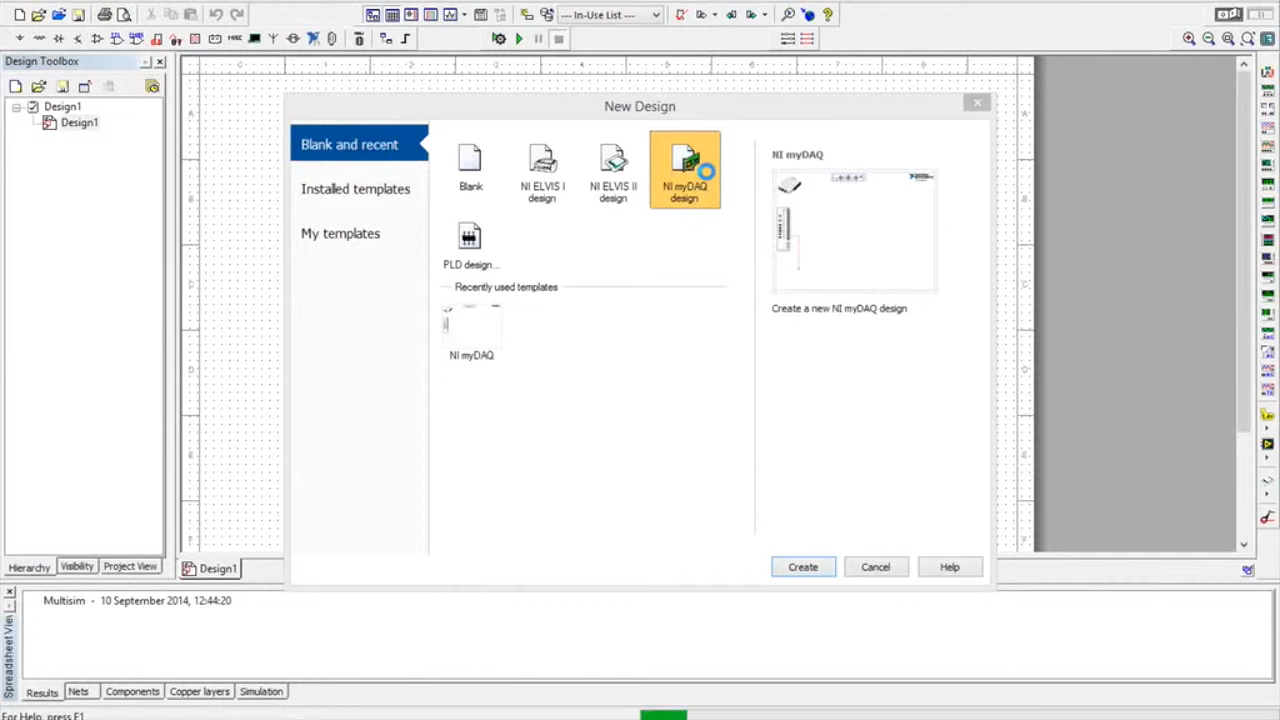 --- In-Use List ---
MISC
Design Toolbox
New Design
Design1
Design1
Blank and recent
Installed templates
My templates
Blank
NI ELVIS I design
NI ELVIS II design
NI myDAQ design
PLD design...
Recently used templates
NI myDAQ
NI myDAQ
Create a new NI myDAQ design
Create
Cancel
Help
Hierarchy
Visibility
Project View
Design1
Multisim - 10 September 2014, 12:44:20
Spreadsheet View
Results
Nets
Components
Copper layers
Simulation
For Help, press F1